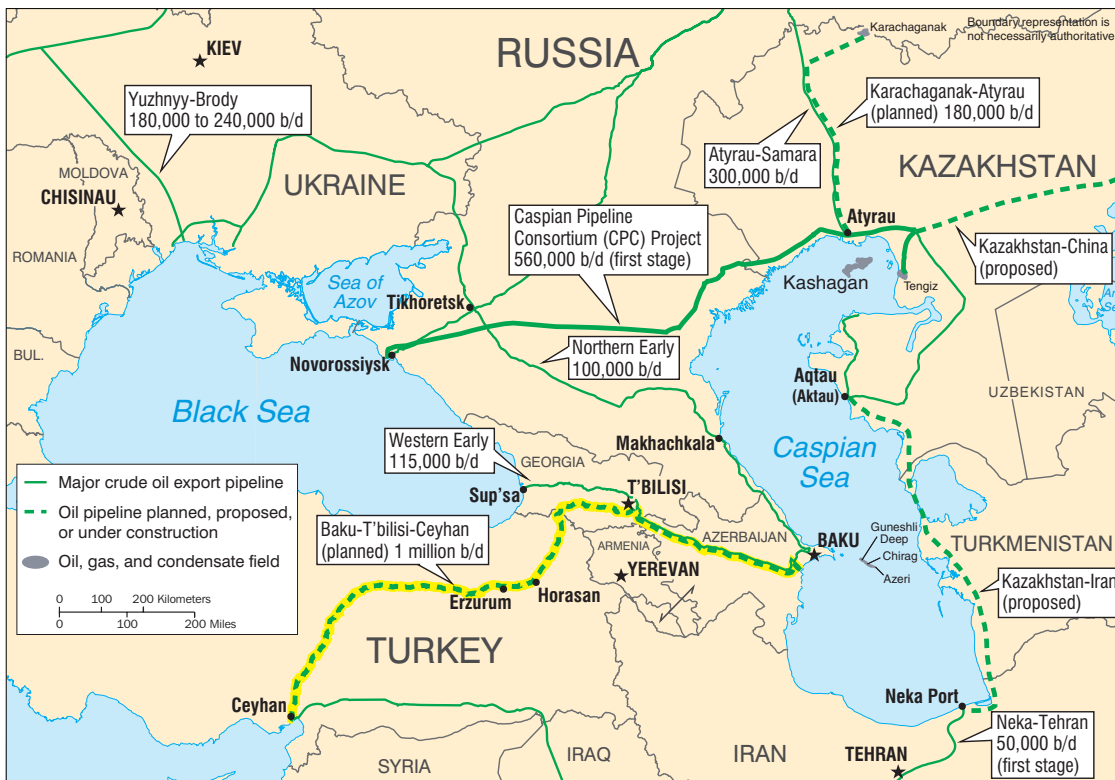 Boundary representation is
not necessarily authoritative
Karachaganak
KIEV
RUSSIA
Yuzhnyy-Brody
180,000 to 240,000 b/d
Karachaganak-Atyrau
(planned) 180,000 b/d
Atyrau-Samara
300,000 b/d
MOLDOVA
CHISINAU
UKRAINE
KAZAKHSTAN
Caspian Pipeline
Consortium (CPC) Project
560,000 b/d (first stage)
Atyrau
ROMANIA
Kazakhstan-China
(proposed)
Sea of
Azov
Kashagan
Tengiz
Tikhoretsk
BUL.
Novorossiysk
Northern Early
100,000 b/d
Aqtau
(Aktau)
UZBEKISTAN
Black Sea
Western Early
115,000 b/d
Makhachkala
Caspian
Sea
GEORGIA
Major crude oil export pipeline
Oil pipeline planned, proposed,
or under construction
Oil, gas, and condensate field
0 100 200 Kilometers
0 100 200 Miles
Sup'sa
T'BILISI
Baku-T'bilisi-Ceyhan
(planned) 1 million b/d
AZERBAIJAN
ARMENIA
BAKU
Guneshli
Deep
Chirag
Azeri
TURKMENISTAN
YEREVAN
Erzurum
Horasan
Kazakhstan-Iran
(proposed)
TURKEY
Ceyhan
Neka Port
Neka-Tehran
50,000 b/d
(first stage)
SYRIA
IRAQ
IRAN
TEHRAN